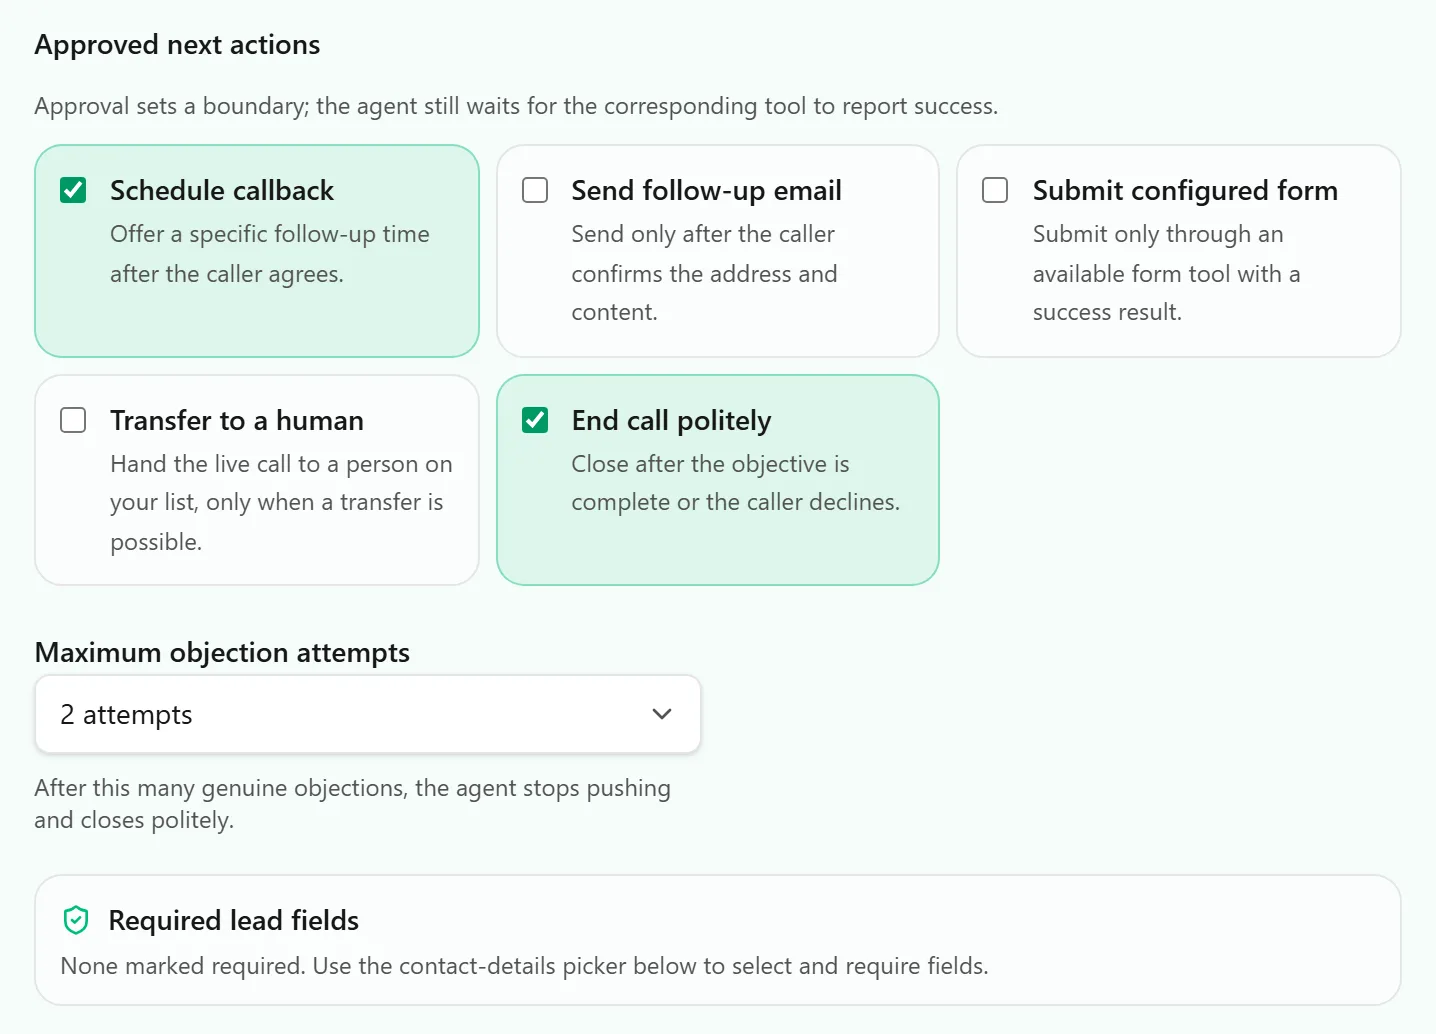 Approved next actions
Approval sets a boundary; the agent still waits for the corresponding tool to report success.
Schedule callback
Offer a specific follow-up time
after the caller agrees.
Send follow-up email
Send only after the caller
confirms the address and
content.
Submit configured form
Submit only through an
available form tool with a
success result.
Transfer to a human
Hand the live call to a person on
your list, only when a transfer is
possible.
End call politely
Close after the objective is
complete or the caller declines.
Maximum objection attempts
2 attempts
After this many genuine objections, the agent stops pushing
and closes politely.
Required lead fields
None marked required. Use the contact-details picker below to select and require fields.